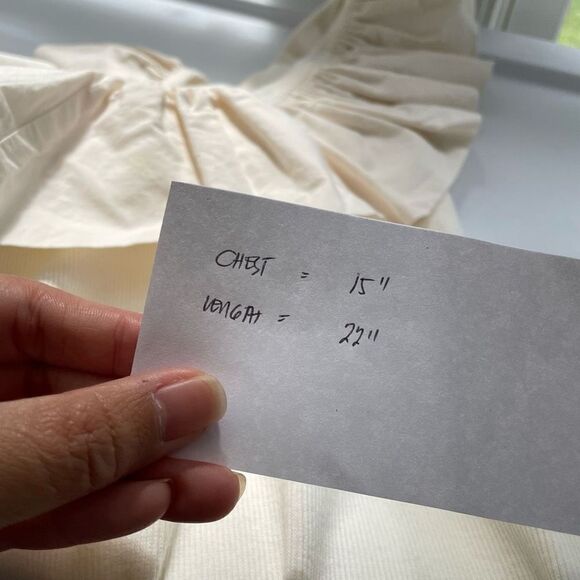 CHEST = 15"
LENGTH = 22"